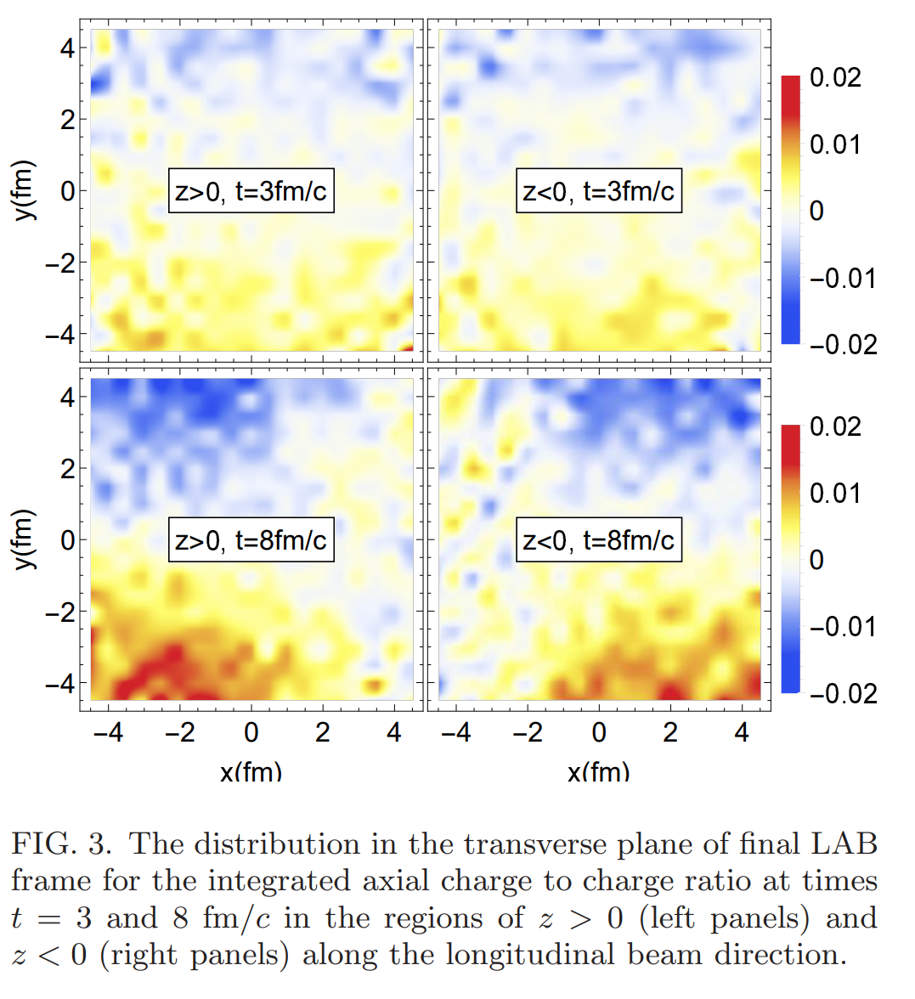 4
2
0
−2
−4
y(fm)
z>0, t=3fm/c
z<0, t=3fm/c
0.02
0.01
0
−0.01
−0.02
4
2
0
−2
−4
y(fm)
z>0, t=8fm/c
z<0, t=8fm/c
0.02
0.01
0
−0.01
−0.02
−4 −2 0 2 4
−4 −2 0 2 4
x(fm)
x(fm)
FIG. 3. The distribution in the transverse plane of final LAB
frame for the integrated axial charge to charge ratio at times
t = 3 and 8 fm/c in the regions of z > 0 (left panels) and
z < 0 (right panels) along the longitudinal beam direction.